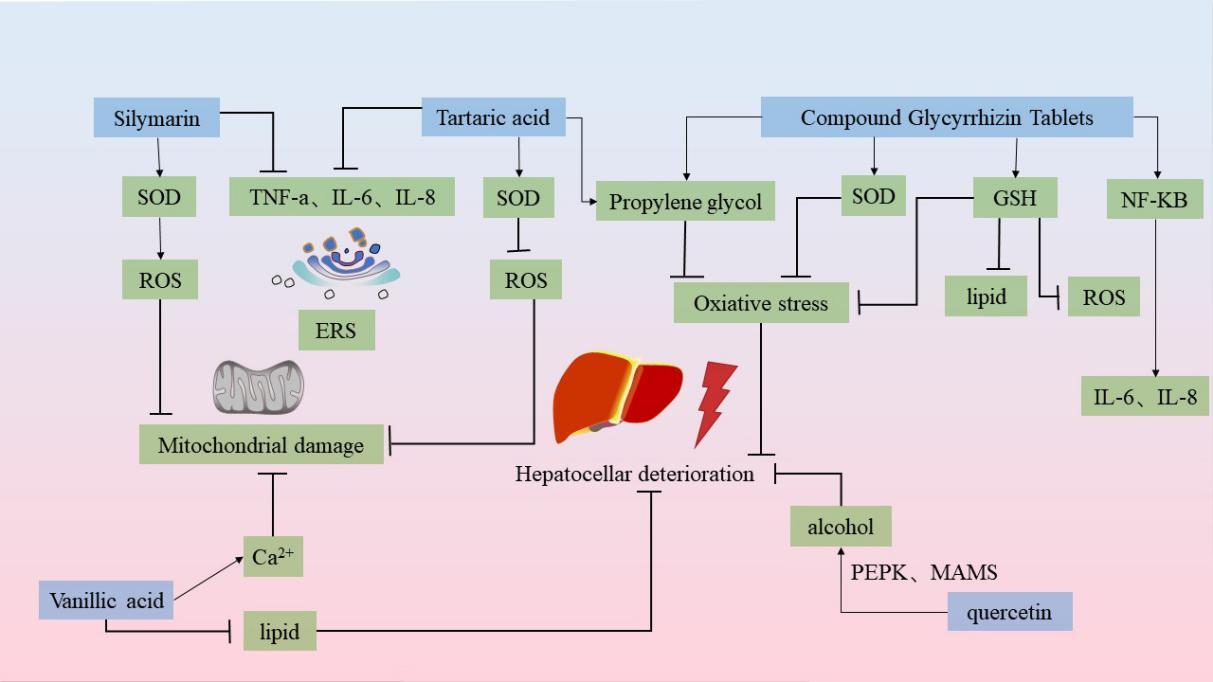 Silymarin
Tartaric acid
Compound Glycyrrhizin Tablets
SOD
TNF-a、IL-6、IL-8
SOD
Propylene glycol
SOD
GSH
NF-KB
ROS
ROS
Oxiative stress
lipid
ROS
ERS
IL-6、IL-8
Mitochondrial damage
Hepatocellar deterioration
alcohol
Ca²⁺
PEPK、MAMS
Vanillic acid
quercetin
lipid